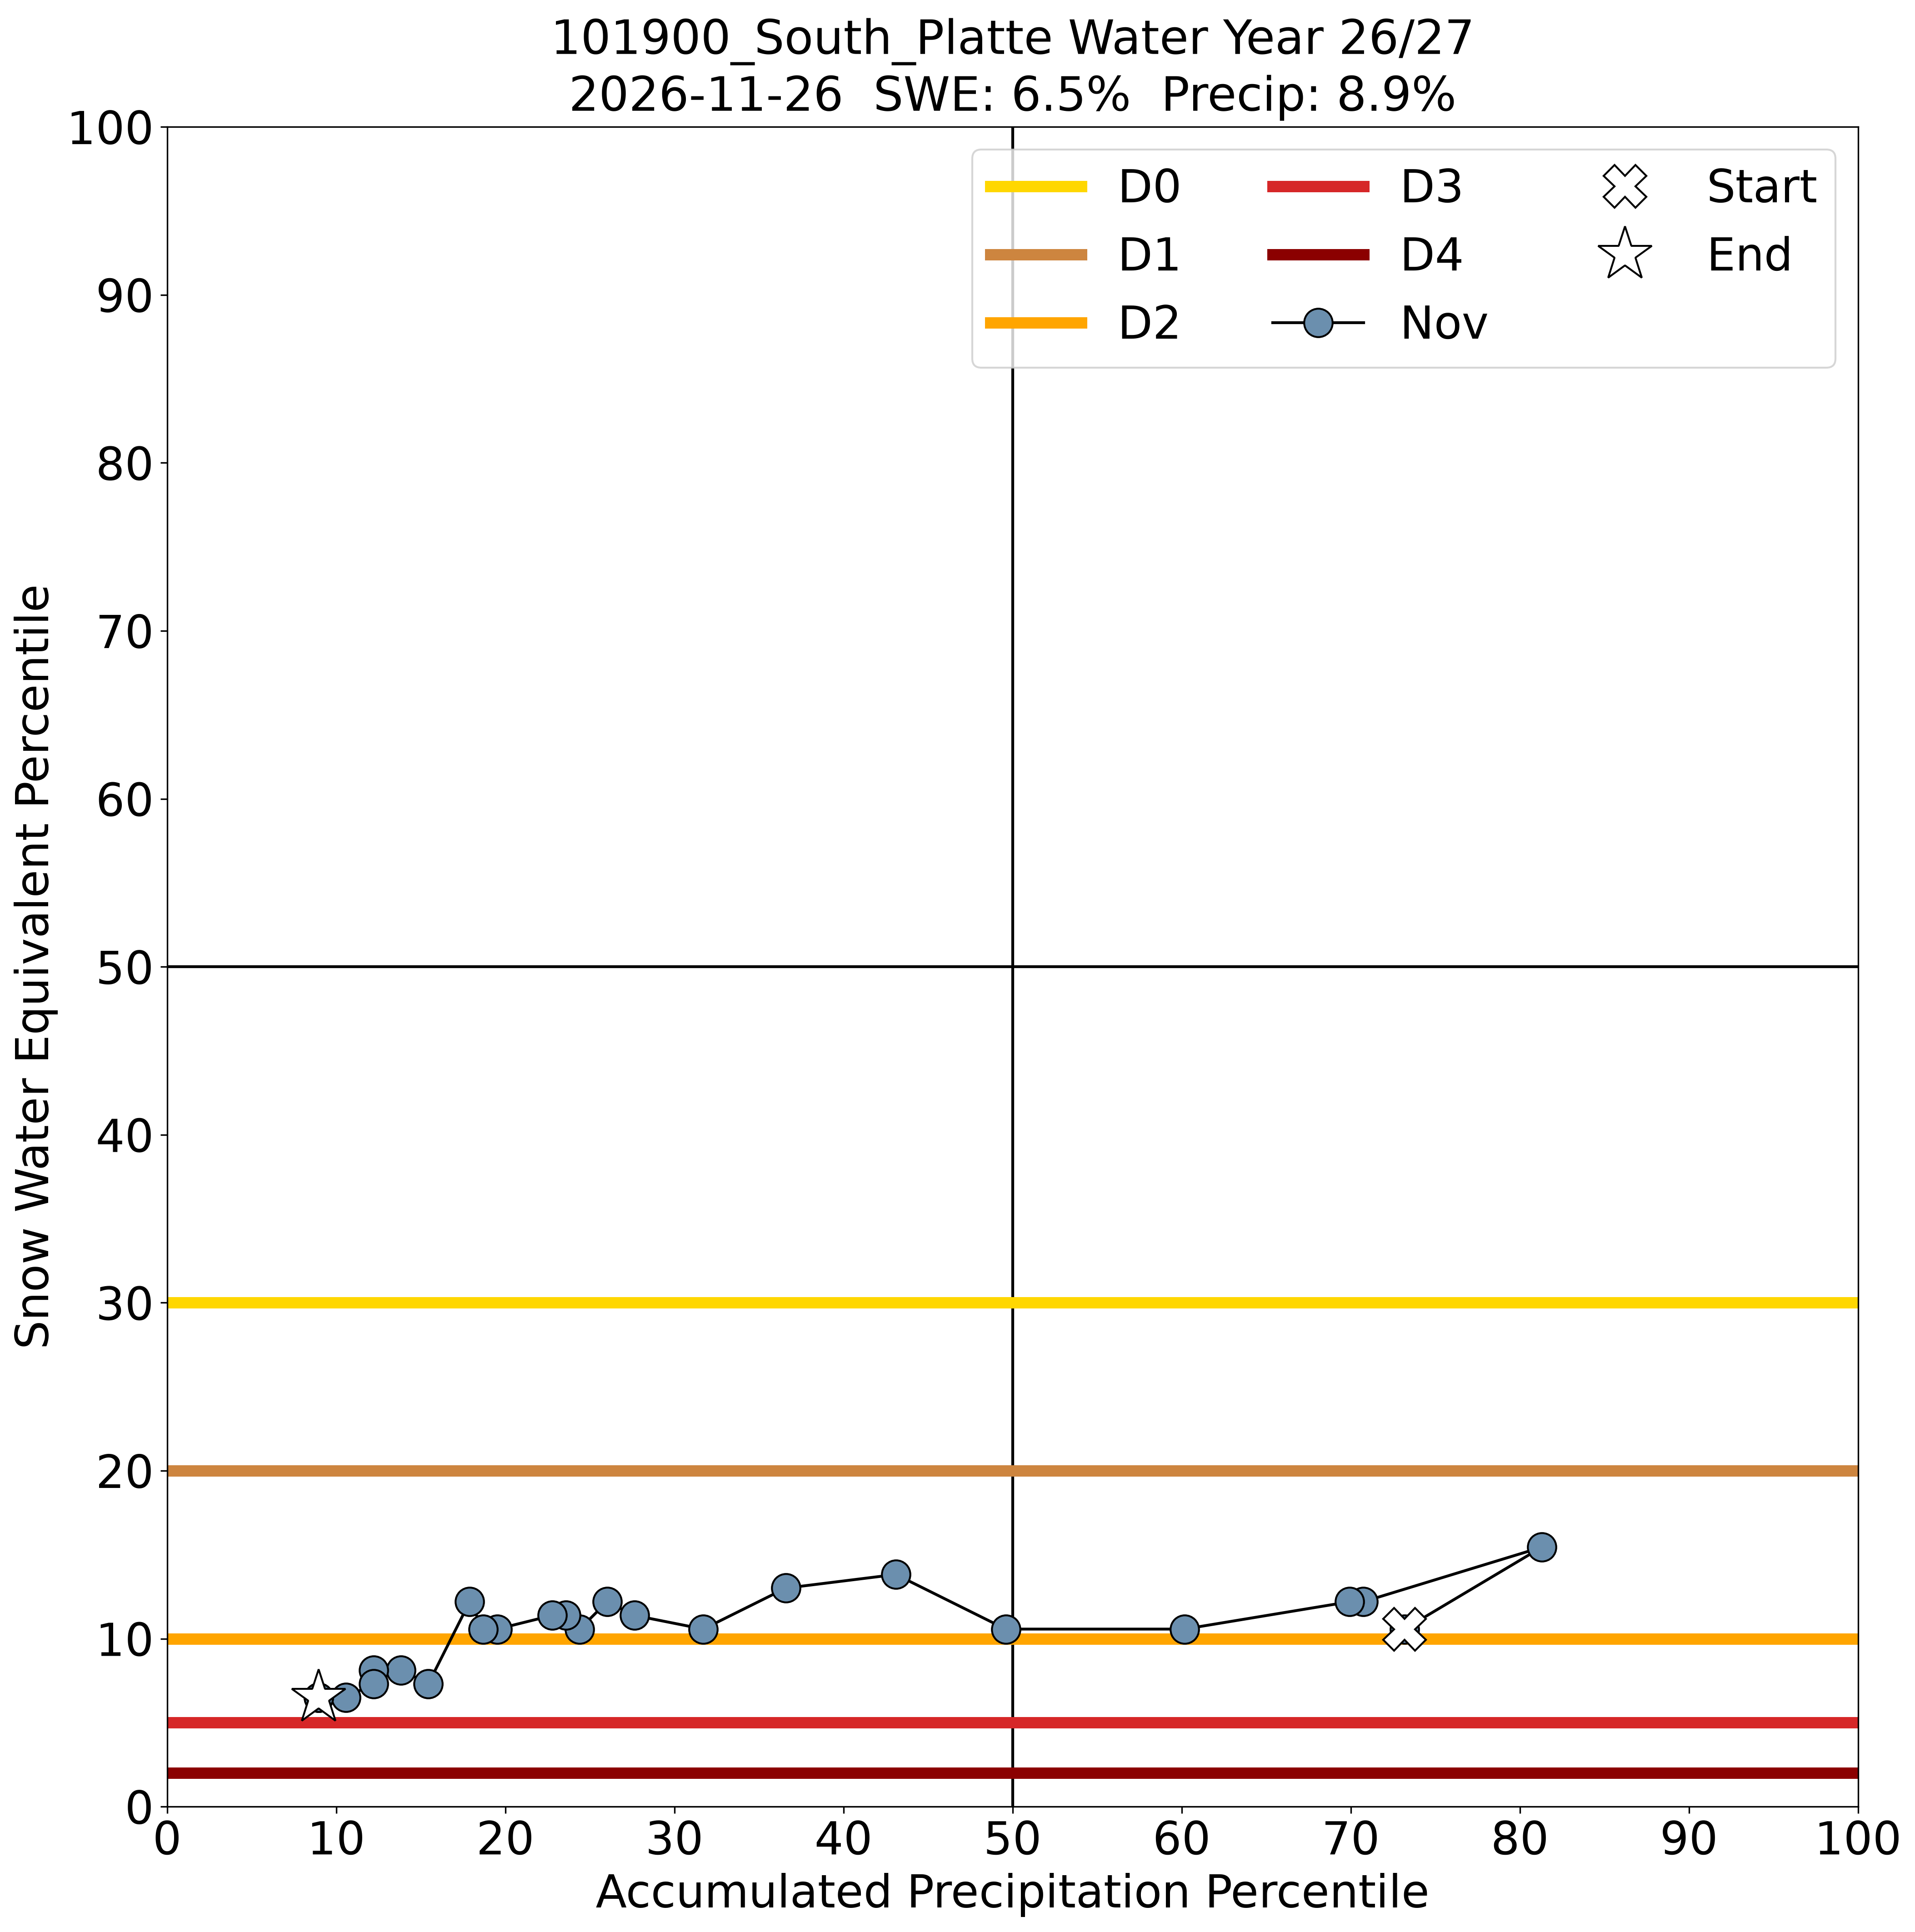 101900_South_Platte Water Year 26/27
2026-11-26  SWE: 6.5%  Precip: 8.9%
D0
D1
D2
D3
D4
Nov
Start
End
Snow Water Equivalent Percentile
100
90
80
70
60
50
40
30
20
10
0
0 10 20 30 40 50 60 70 80 90 100
Accumulated Precipitation Percentile